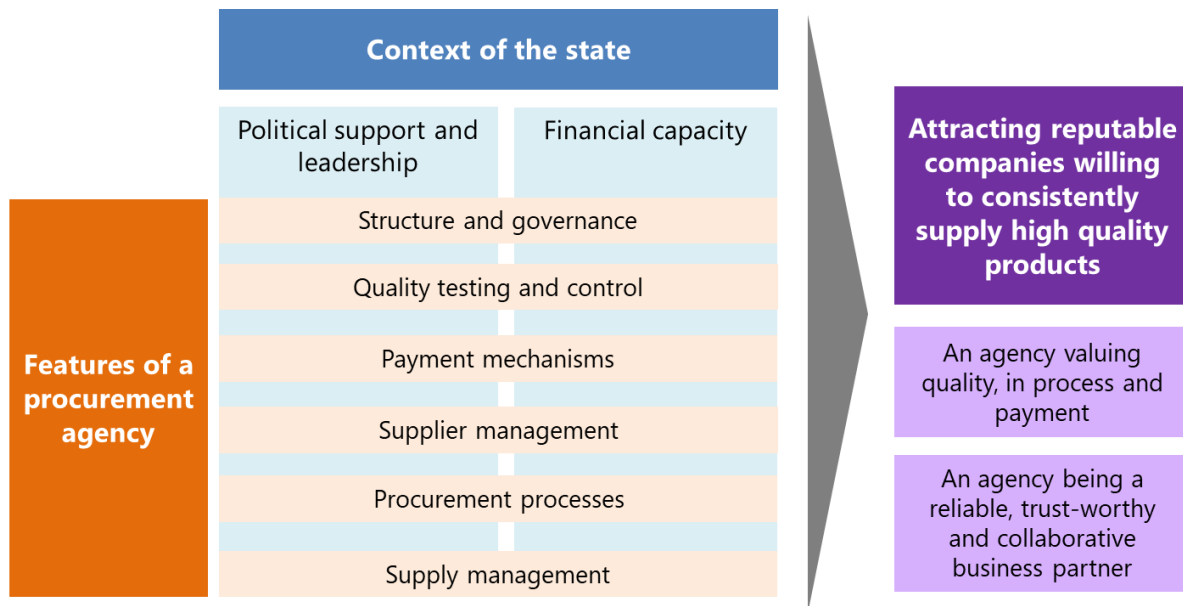 Context of the state
Political support and
leadership
Financial capacity
Features of a
procurement
agency
Structure and governance
Quality testing and control
Payment mechanisms
Supplier management
Procurement processes
Supply management
Attracting reputable
companies willing
to consistently
supply high quality
products
An agency valuing
quality, in process and
payment
An agency being a
reliable, trust-worthy
and collaborative
business partner